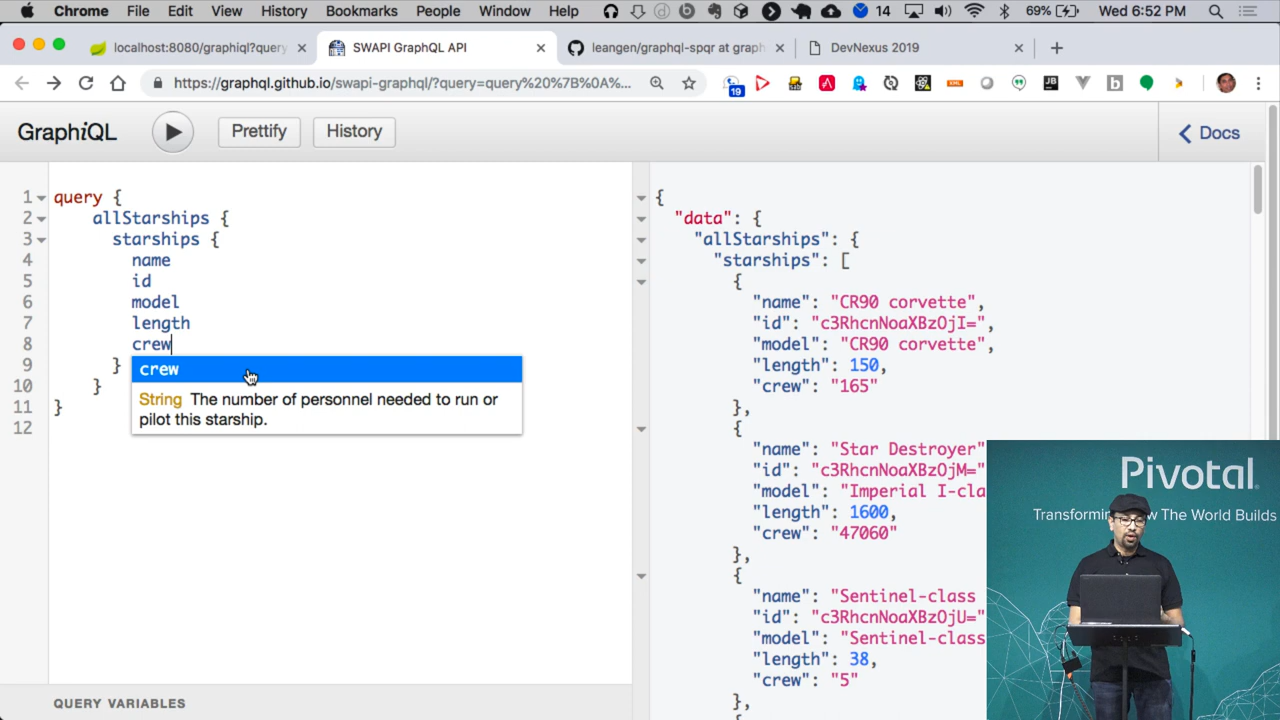 Chrome File Edit View History Bookmarks People Window Help 14 69% Wed 6:52 PM
localhost:8080/graphiql?query SWAPI GraphQL API leangen/graphql-spqr at graph DevNexus 2019
https://graphql.github.io/swapi-graphql/?query=query%20%7B%0A%... 19
GraphiQL Prettify History Docs
1 query {
2 allStarships {
3 starships {
4 name
5 id
6 model
7 length
8 crew
9 }
10 }
11 }
12
crew
String The number of personnel needed to run or
pilot this starship.
QUERY VARIABLES
{
"data": {
"allStarships": {
"starships": [
{
"name": "CR90 corvette",
"id": "c3RhcnNoaXBzOjI=",
"model": "CR90 corvette",
"length": 150,
"crew": "165"
},
{
"name": "Star Destroyer"
"id": "c3RhcnNoaXBzOjM="
"model": "Imperial I-cla
"length": 1600,
"crew": "47060"
},
{
"name": "Sentinel-class
"id": "c3RhcnNoaXBzOjU="
"model": "Sentinel-class
"length": 38,
"crew": "5"
},
{
Pivotal
Transforming How The World Builds